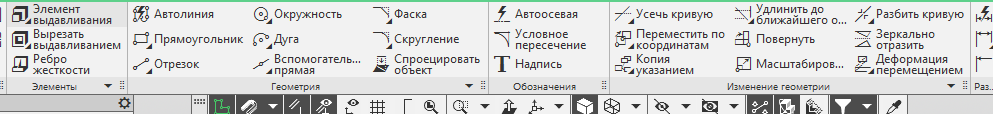 Элемент выдавливания
Автолиния
Окружность
Фаска
Автоосевая
Усечь кривую
Удлинить до ближайшего о...
Разбить кривую
Вырезать выдавливанием
Прямоугольник
Дуга
Скругление
Условное пересечение
Переместить по координатам
Повернуть
Зеркально отразить
Ребро жесткости
Отрезок
Вспомогатель... прямая
Спроецировать объект
Надпись
Копия указанием
Масштабиров...
Деформация перемещением
Элементы
Геометрия
Обозначения
Изменение геометрии
Раз...